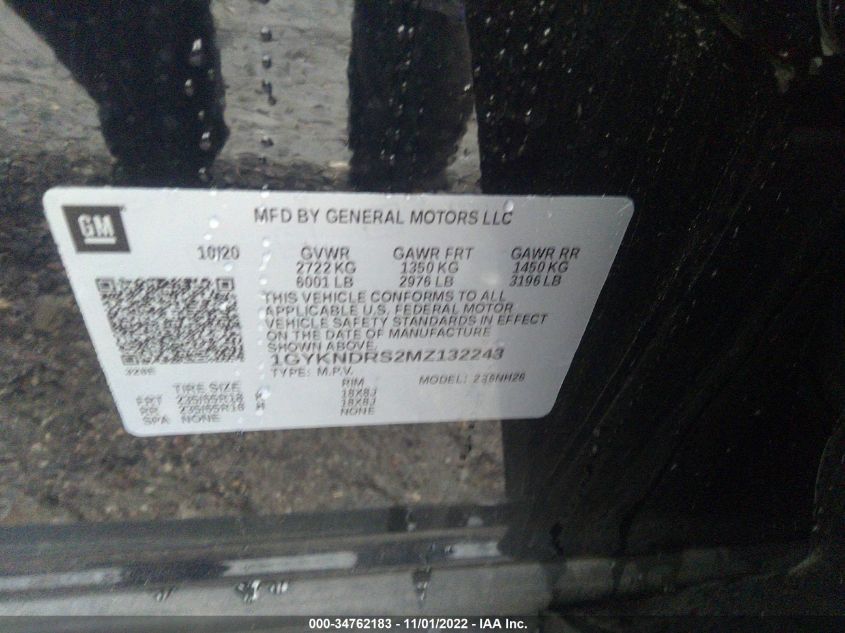 GM
MFD BY GENERAL MOTORS LLC
10/20 GVWR GAWR FRT GAWR RR
2722 KG 1350 KG 1450 KG
6001 LB 2976 LB 3196 LB
THIS VEHICLE CONFORMS TO ALL
APPLICABLE U.S. FEDERAL MOTOR
VEHICLE SAFETY STANDARDS IN EFFECT
ON THE DATE OF MANUFACTURE
SHOWN ABOVE.
1GYKNDRS2MZ132243
TYPE: M.P.V. MODEL:
TIRE SIZE RIM
FRT 235/65R18 H 18X8J
RR 235/65R18 H 18X8J
SPA NONE NONE
000-34762183 - 11/01/2022 - IAA Inc.